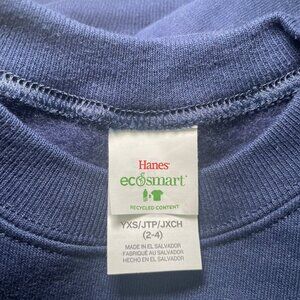 Hanes
ecosmart
RECYCLED CONTENT
YXS/JTP/JXCH
(2-4)
MADE IN EL SALVADOR
FABRIQUÉ AU SALVADOR
HECHO EN EL SALVADOR